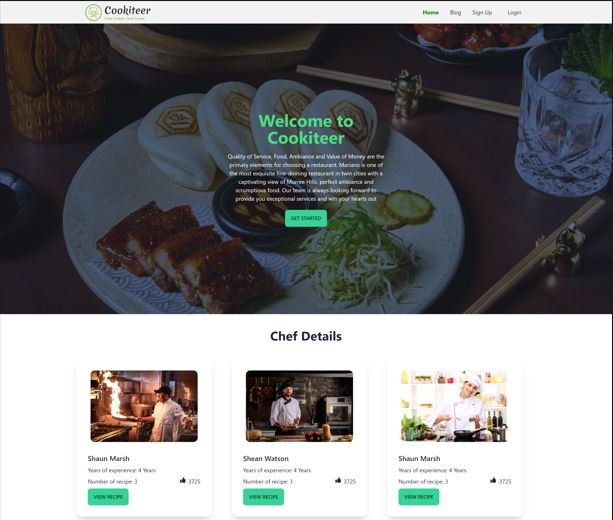 Cookiteer
Home Blog Sign Up Login
Welcome to
Cookiteer
Quality of Service, Food, Ambiance and Value of Money are the
primary elements for choosing a restaurant. Mariano is one of
the most exquisite fine-dinning restaurant in twin cities with a
captivating view of Murree Hills, perfect ambiance and
scrumptious food. Our team is always looking forward to
provide you exceptional services and win your hearts out
GET STARTED
Chef Details
Shaun Marsh
Years of experience: 4 Years
Number of recipe: 3 3725
VIEW RECIPE
Shean Watson
Years of experience: 4 Years
Number of recipe: 3 3725
VIEW RECIPE
Shaun Marsh
Years of experience: 4 Years
Number of recipe: 3 3725
VIEW RECIPE